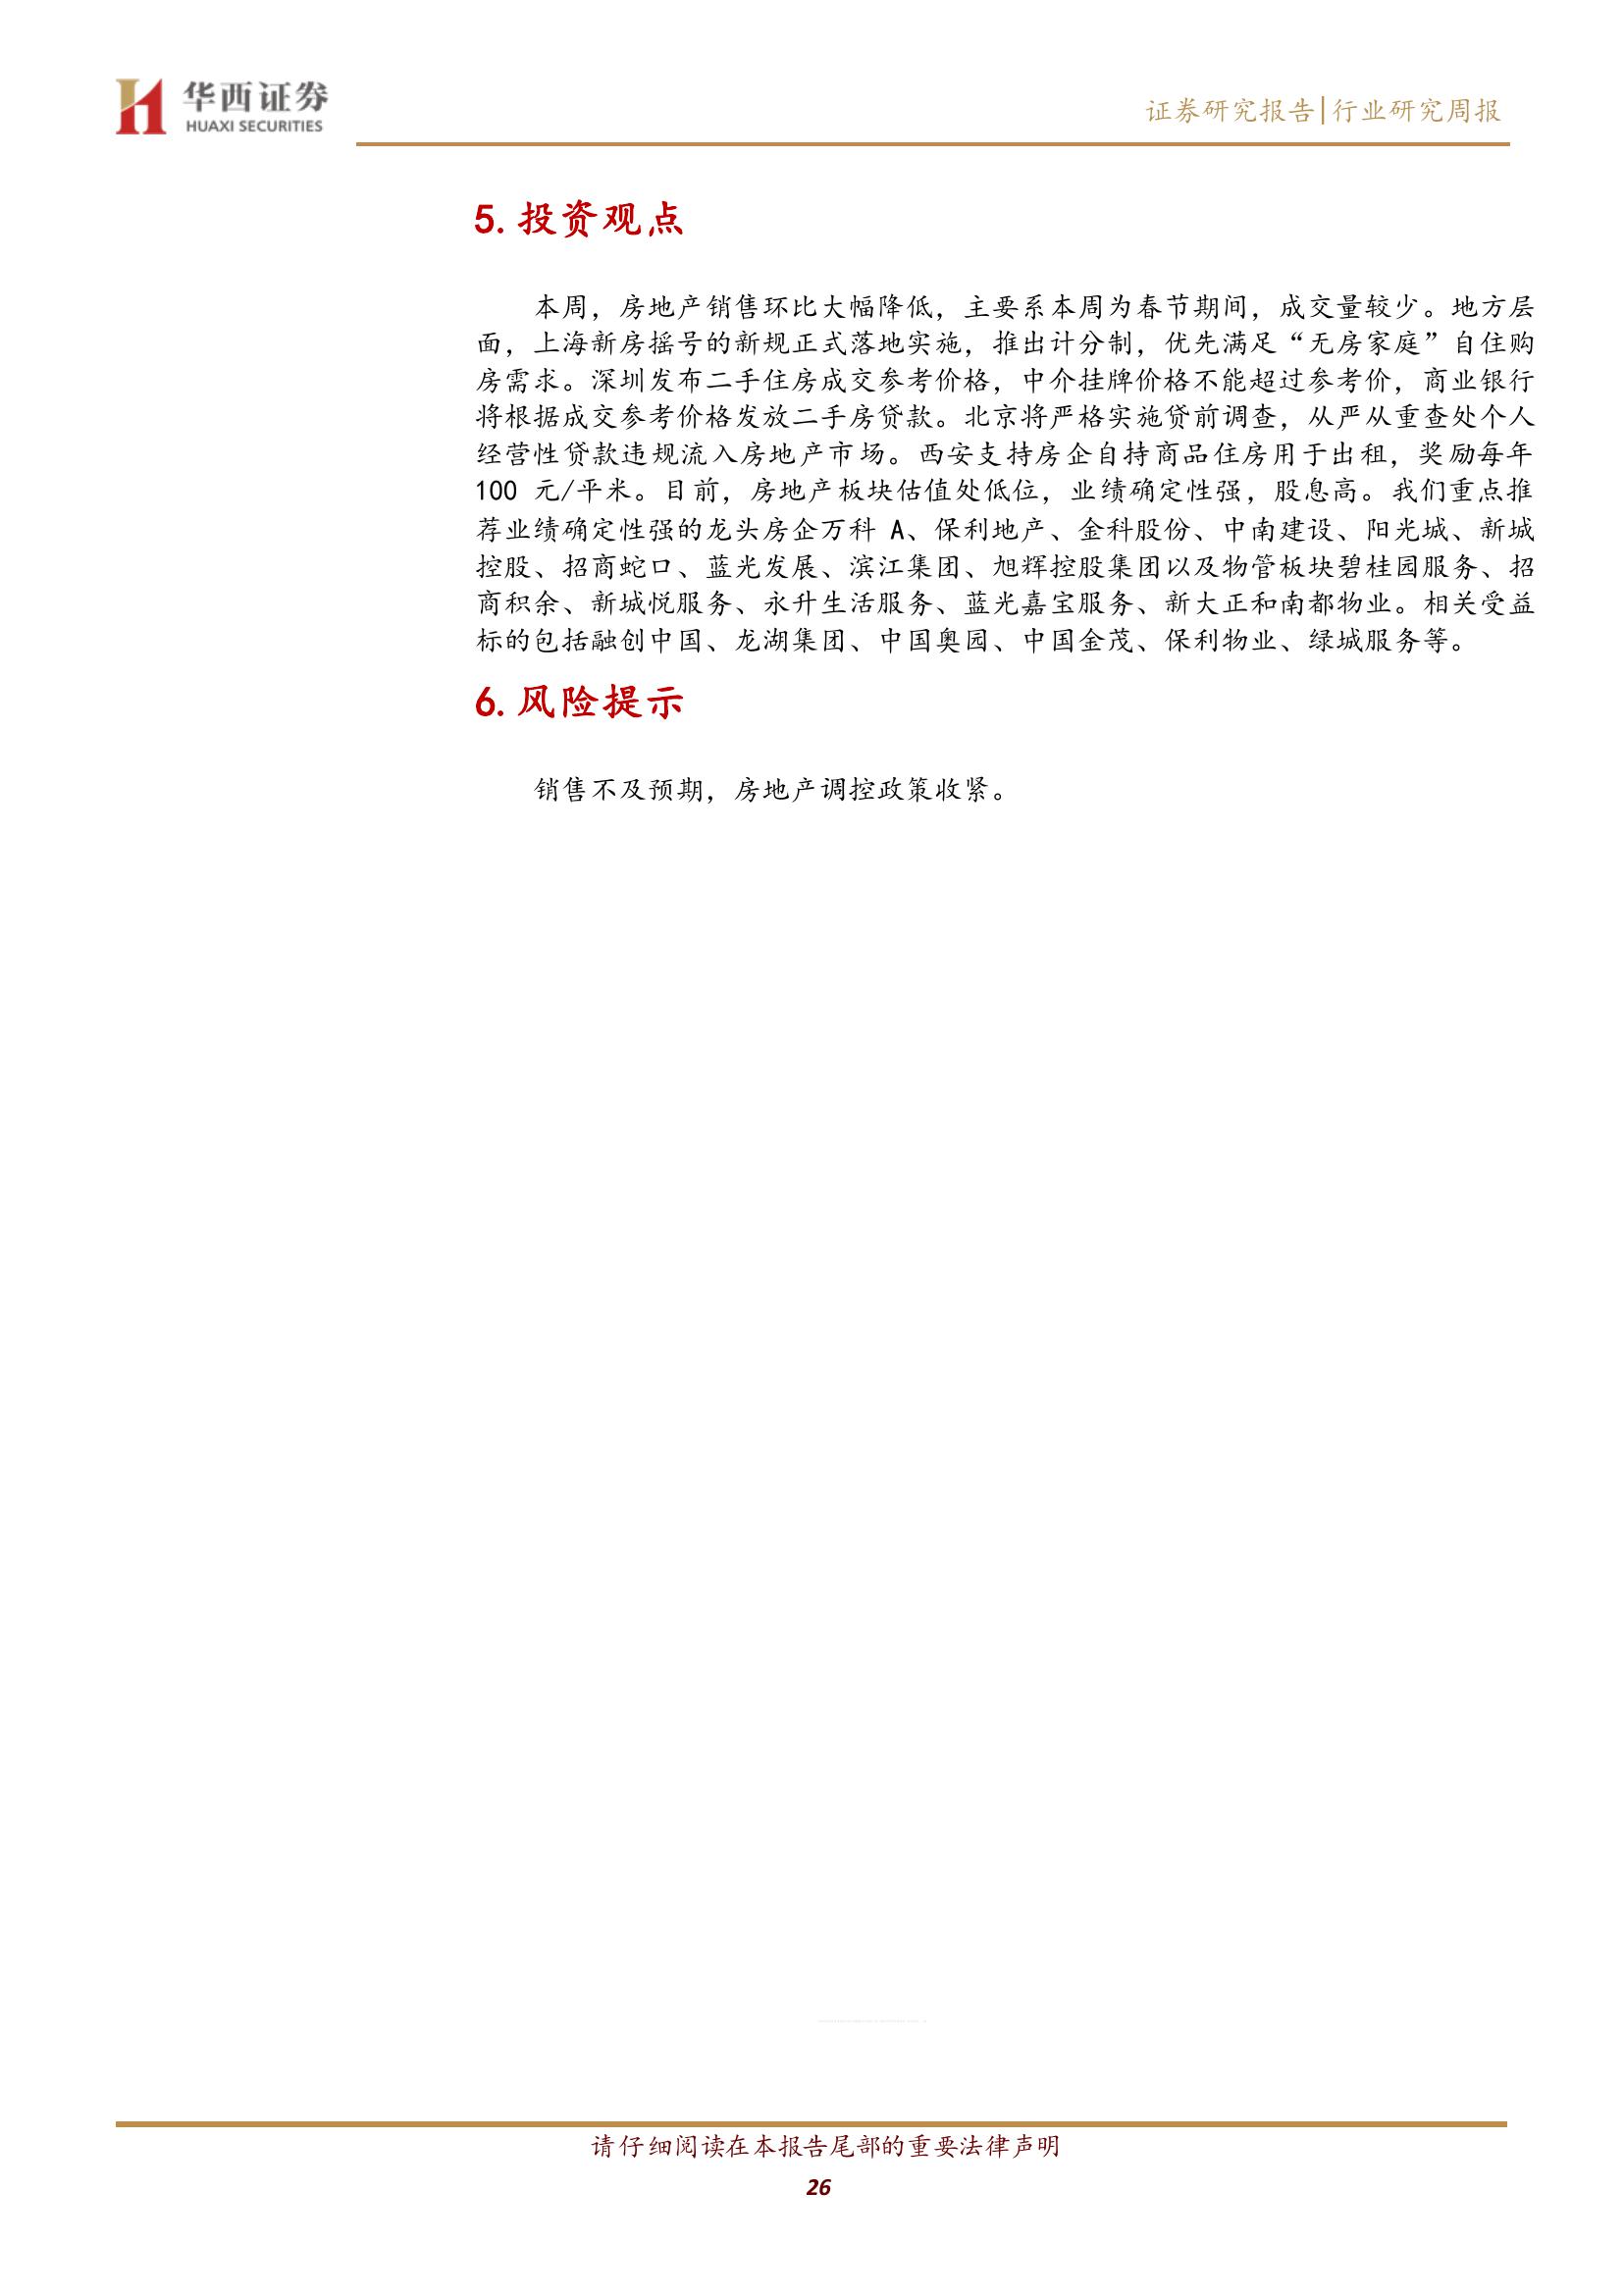 华西证券
HUAXI SECURITIES
证券研究报告|行业研究周报
5.投资观点
本周，房地产销售环比大幅降低，主要系本周为春节期间，成交量较少。地方层
面，上海新房摇号的新规正式落地实施，推出计分制，优先满足“无房家庭”自住购
房需求。深圳发布二手住房成交参考价格，中介挂牌价格不能超过参考价，商业银行
将根据成交参考价格发放二手房贷款。北京将严格实施贷前调查，从严从重查处个人
经营性贷款违规流入房地产市场。西安支持房企自持商品住房用于出租，奖励每年
100 元/平米。目前，房地产板块估值处低位，业绩确定性强，股息高。我们重点推
荐业绩确定性强的龙头房企万科 A、保利地产、金科股份、中南建设、阳光城、新城
控股、招商蛇口、蓝光发展、滨江集团、旭辉控股集团以及物管板块碧桂园服务、招
商积余、新城悦服务、永升生活服务、蓝光嘉宝服务、新大正和南都物业。相关受益
标的包括融创中国、龙湖集团、中国奥园、中国金茂、保利物业、绿城服务等。
6.风险提示
销售不及预期，房地产调控政策收紧。
请仔细阅读在本报告尾部的重要法律声明
26